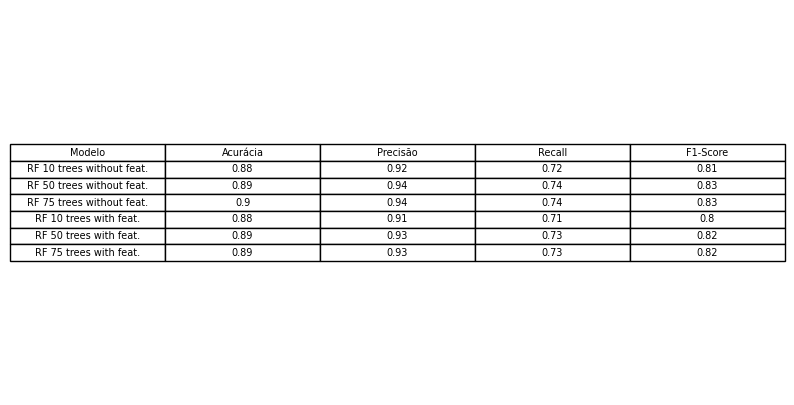 Modelo Acurácia Precisão Recall F1-Score
RF 10 trees without feat. 0.88 0.92 0.72 0.81
RF 50 trees without feat. 0.89 0.94 0.74 0.83
RF 75 trees without feat. 0.9 0.94 0.74 0.83
RF 10 trees with feat. 0.88 0.91 0.71 0.8
RF 50 trees with feat. 0.89 0.93 0.73 0.82
RF 75 trees with feat. 0.89 0.93 0.73 0.82